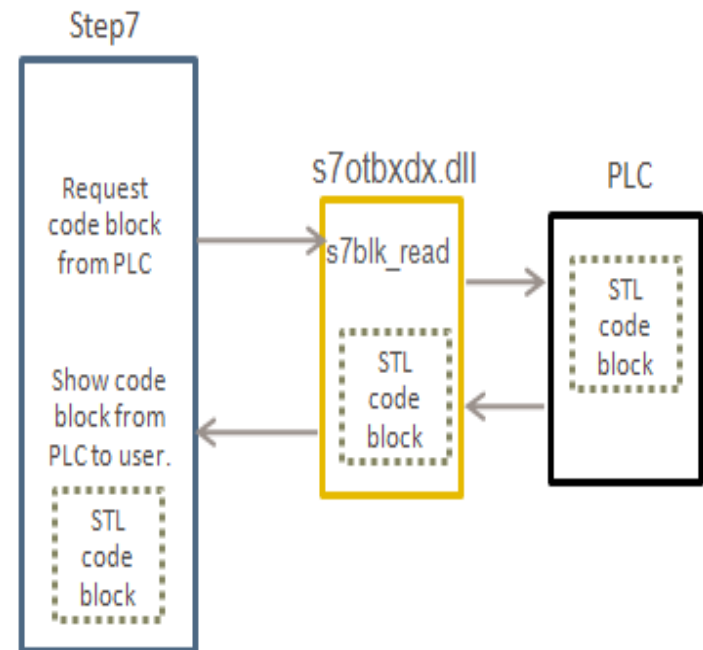 Step7
Request
code block
from PLC
Show code
block from
PLC to user.
STL
code
block
s7otbxdx.dll
s7blk_read
STL
code
block
PLC
STL
code
block